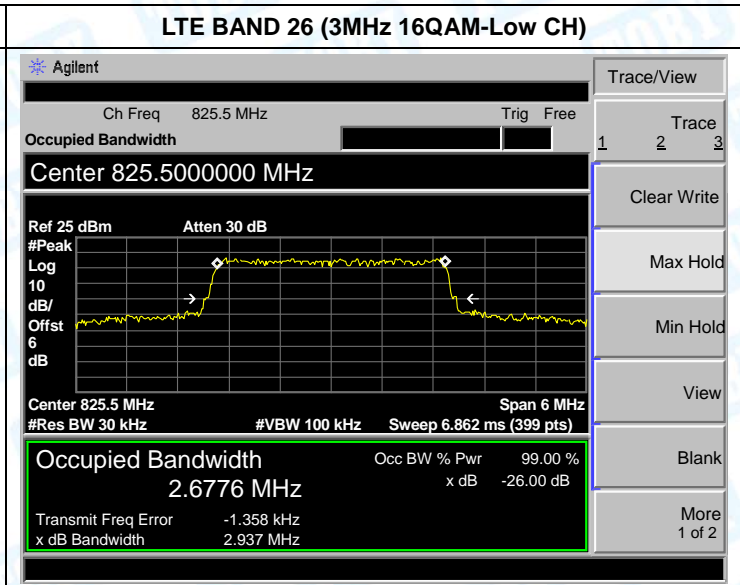 LTE BAND 26 (3MHz 16QAM-Low CH)
Agilent
Trace/View
Ch Freq 825.5 MHz Trig Free
Occupied Bandwidth
Trace
1 2 3
Center 825.5000000 MHz
Clear Write
Ref 25 dBm Atten 30 dB
#Peak
Log
10
dB/
Offst
6
dB
Max Hold
Min Hold
View
Center 825.5 MHz Span 6 MHz
#Res BW 30 kHz #VBW 100 kHz Sweep 6.862 ms (399 pts)
Occupied Bandwidth Occ BW % Pwr 99.00 %
2.6776 MHz x dB -26.00 dB
Blank
Transmit Freq Error -1.358 kHz
x dB Bandwidth 2.937 MHz
More
1 of 2